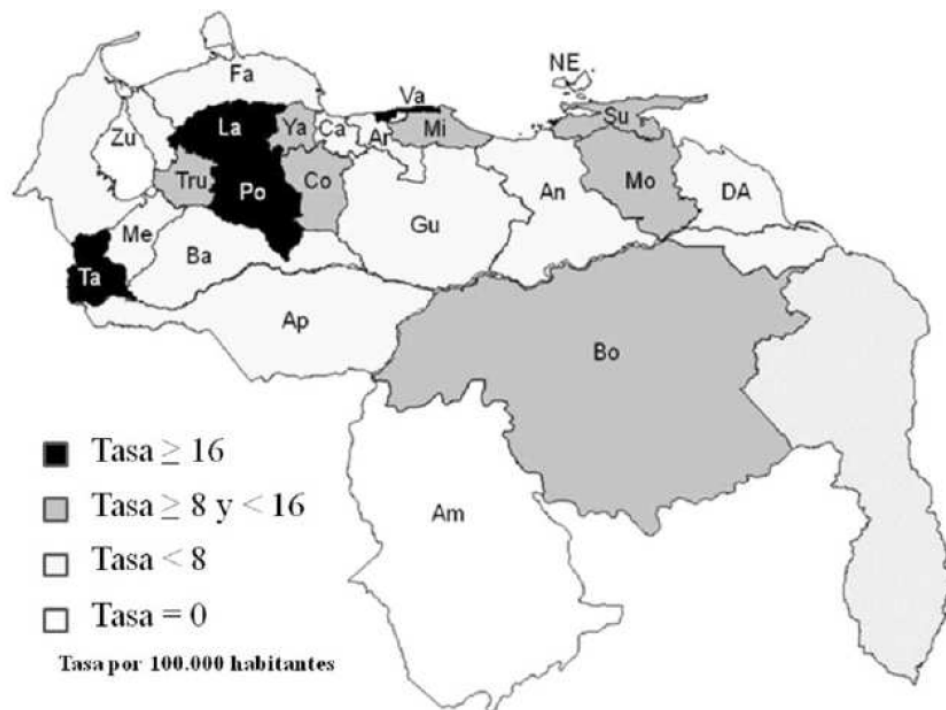 NE
Fa
Va
La
Ya
Ca
Ar
Mi
Su
Zu
Tru
Po
Co
An
Mo
DA
Me
Ba
Gu
Ta
Ap
Bo
Am
Tasa ≥ 16
Tasa ≥ 8 y < 16
Tasa < 8
Tasa = 0
Tasa por 100.000 habitantes